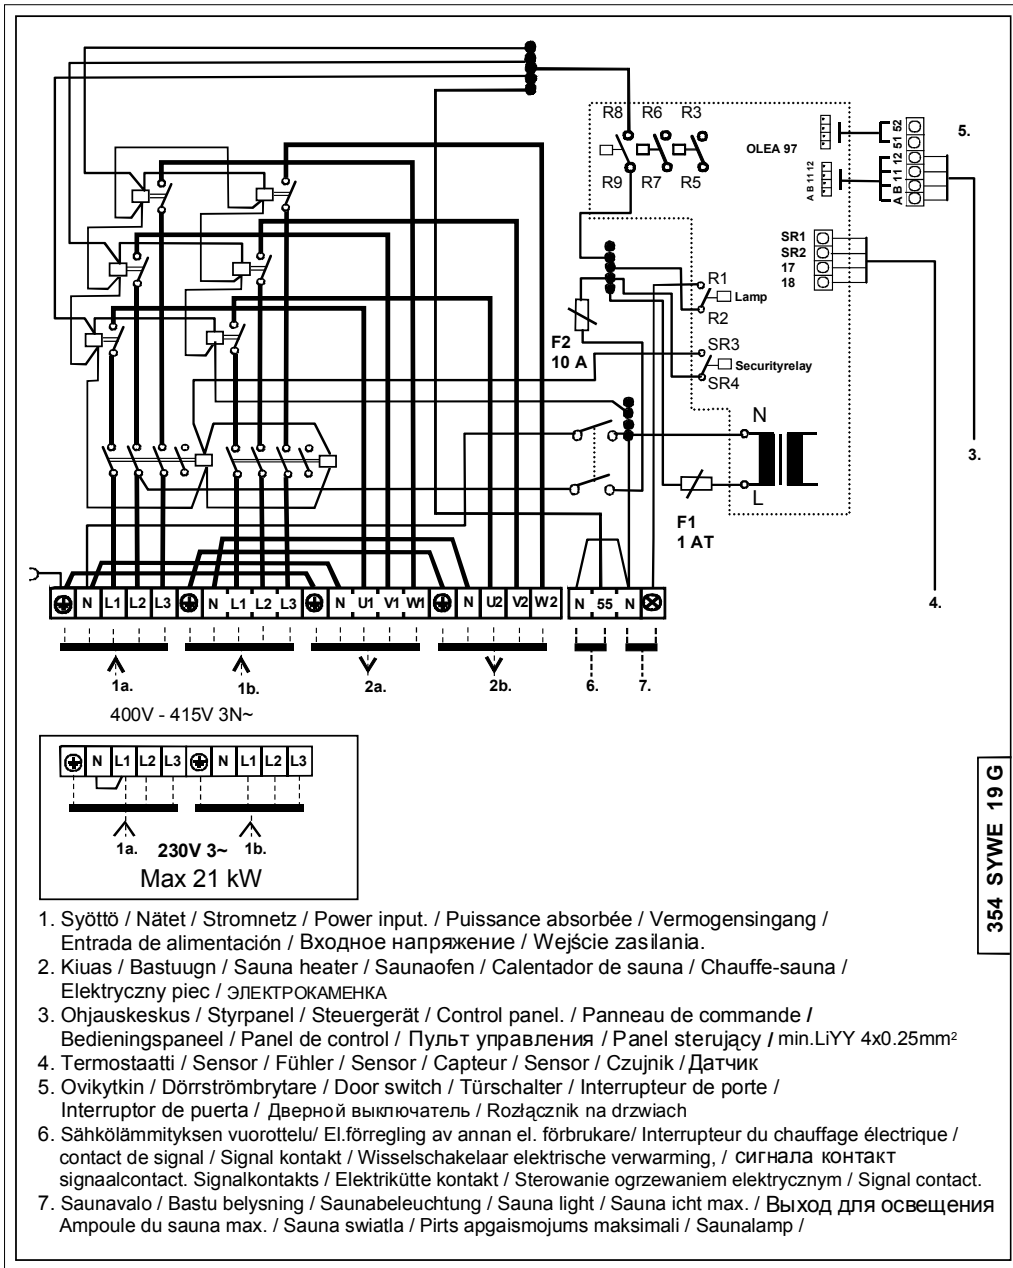 R8 R6 R3
OLEA 97
R9 R7 R5
A B 11 12
A B 11 12 51 52
5.
SR1
SR2
17
18
R1
Lamp
R2
F2
10 A
SR3
Securityrelay
SR4
N
3.
L
F1
1 AT
N L1 L2 L3 N L1 L2 L3 N U1 V1 W1 N U2 V2 W2 N 55 N
4.
1a. 1b. 2a. 2b. 6. 7.
400V - 415V 3N~
N L1 L2 L3 N L1 L2 L3
1a. 230V 3~ 1b.
Max 21 kW
354 SYWE 19 G
1. Syöttö / Nätet / Stromnetz / Power input. / Puissance absorbée / Vermogensingang /
Entrada de alimentación / Входное напряжение / Wejście zasilania.
2. Kiuas / Bastuugn / Sauna heater / Saunaofen / Calentador de sauna / Chauffe-sauna /
Elektryczny piec / ЭЛЕКТРОКАМЕНКА
3. Ohjauskeskus / Styrpanel / Steuergerät / Control panel. / Panneau de commande /
Bedieningspaneel / Panel de control / Пульт управления / Panel sterujący / min.LiYY 4x0.25mm²
4. Termostaatti / Sensor / Fühler / Sensor / Capteur / Sensor / Czujnik / Датчик
5. Ovikytkin / Dörrströmbrytare / Door switch / Türschalter / Interrupteur de porte /
Interruptor de puerta / Дверной выключатель / Rozłącznik na drzwiach
6. Sähkölämmityksen vuorottelu/ El.förregling av annan el. förbrukare/ Interrupteur du chauffage électrique /
contact de signal / Signal kontakt / Wisselschakelaar elektrische verwarming, / сигнала контакт
signaalcontact. Signalkontakts / Elektrikütte kontakt / Sterowanie ogrzewaniem elektrycznym / Signal contact.
7. Saunavalo / Bastu belysning / Saunabeleuchtung / Sauna light / Sauna icht max. / Выход для освещения
Ampoule du sauna max. / Sauna swiatla / Pirts apgaismojums maksimali / Saunalamp /